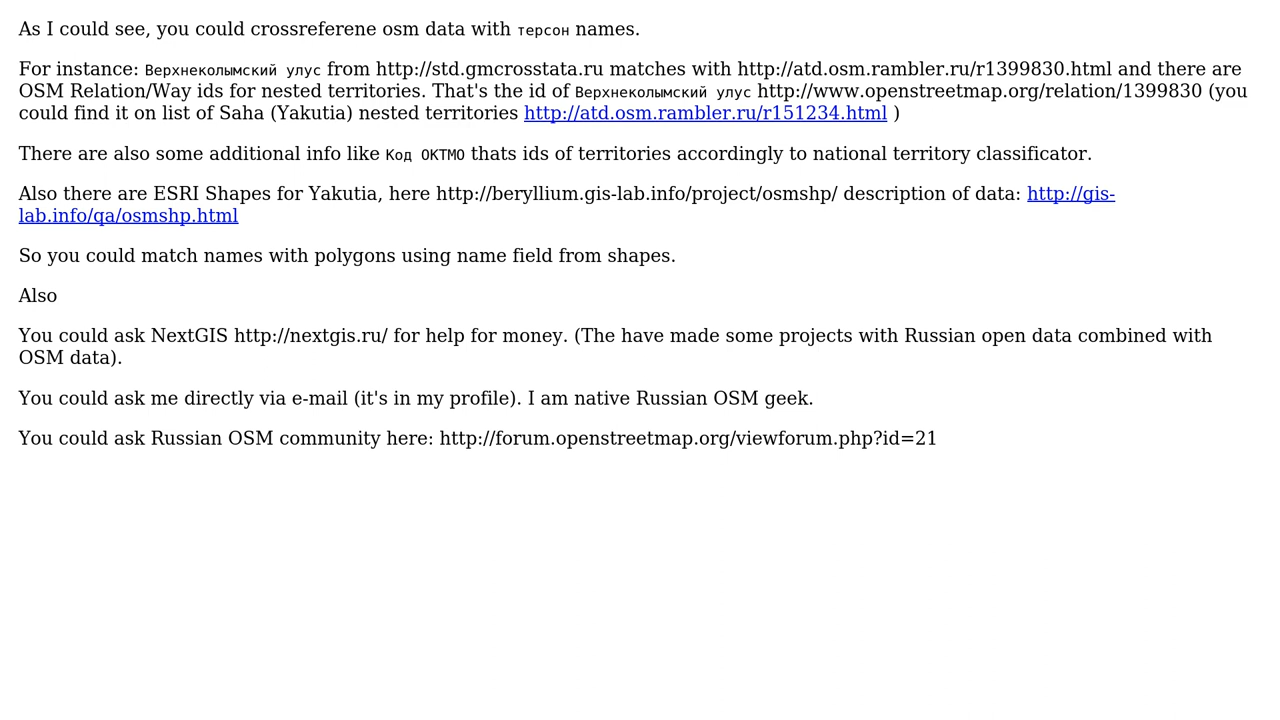 As I could see, you could crossreferene osm data with терсон names.
For instance: Верхнеколымский улус from http://std.gmcrosstata.ru matches with http://atd.osm.rambler.ru/r1399830.html and there are
OSM Relation/Way ids for nested territories. That's the id of Верхнеколымский улус http://www.openstreetmap.org/relation/1399830 (you
could find it on list of Saha (Yakutia) nested territories http://atd.osm.rambler.ru/r151234.html )
There are also some additional info like Код ОКТМО thats ids of territories accordingly to national territory classificator.
Also there are ESRI Shapes for Yakutia, here http://beryllium.gis-lab.info/project/osmshp/ description of data: http://gis-
lab.info/qa/osmshp.html
So you could match names with polygons using name field from shapes.
Also
You could ask NextGIS http://nextgis.ru/ for help for money. (The have made some projects with Russian open data combined with
OSM data).
You could ask me directly via e-mail (it's in my profile). I am native Russian OSM geek.
You could ask Russian OSM community here: http://forum.openstreetmap.org/viewforum.php?id=21